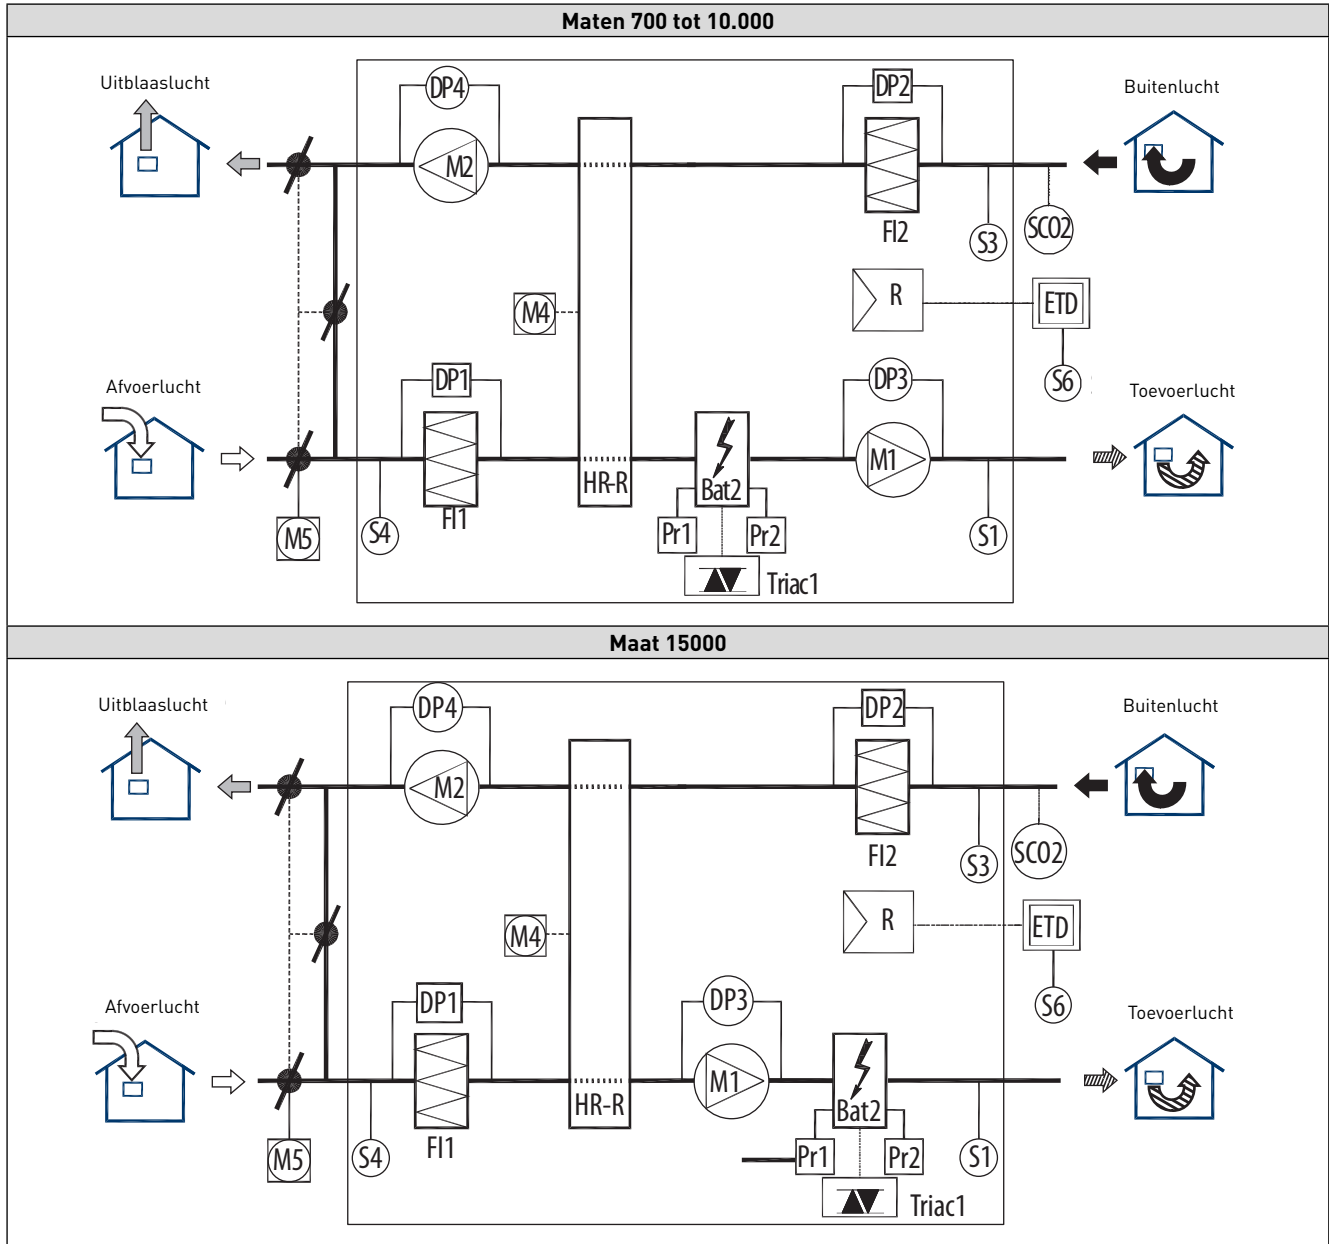 Maten 700 tot 10.000
Uitblaaslucht
DP4
DP2
Buitenlucht
M2
FI2
S3
SCO2
M4
R
ETD
Afvoerlucht
DP1
DP3
S6
Toevoerlucht
M1
HR-R
Bat2
FI1
M5
S4
Pr1
Pr2
S1
Triac1
Maat 15000
Uitblaaslucht
DP4
DP2
Buitenlucht
M2
FI2
S3
SCO2
M4
R
ETD
Afvoerlucht
DP1
DP3
S6
Toevoerlucht
M1
HR-R
Bat2
FI1
M5
S4
Pr1
Pr2
S1
Triac1